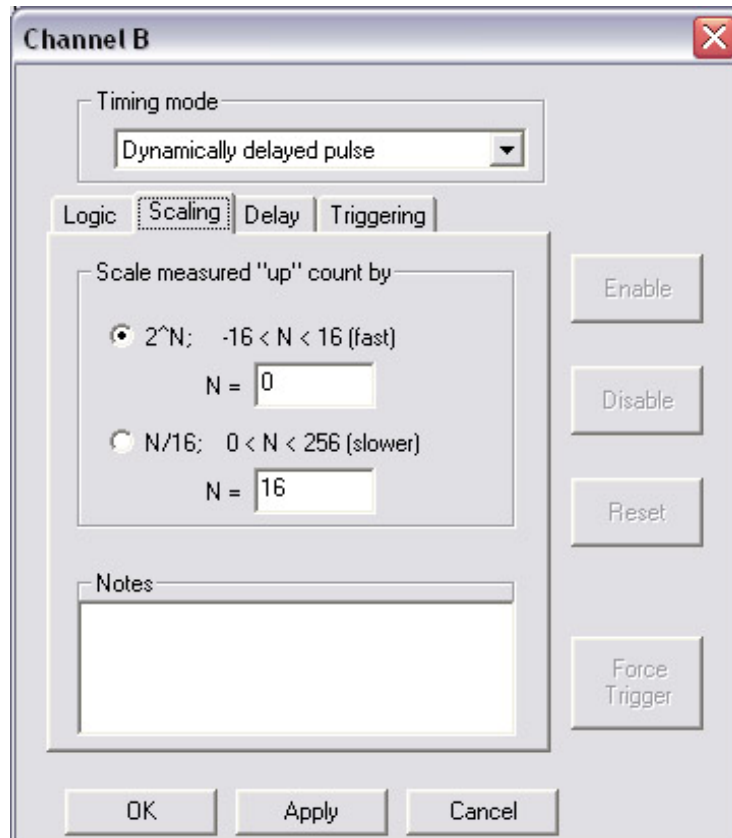 Channel B
Timing mode
Dynamically delayed pulse
Logic Scaling Delay Triggering
Scale measured "up" count by
2^N; -16 < N < 16 (fast)
N = 0
N/16; 0 < N < 256 (slower)
N = 16
Notes
Enable
Disable
Reset
Force
Trigger
OK Apply Cancel